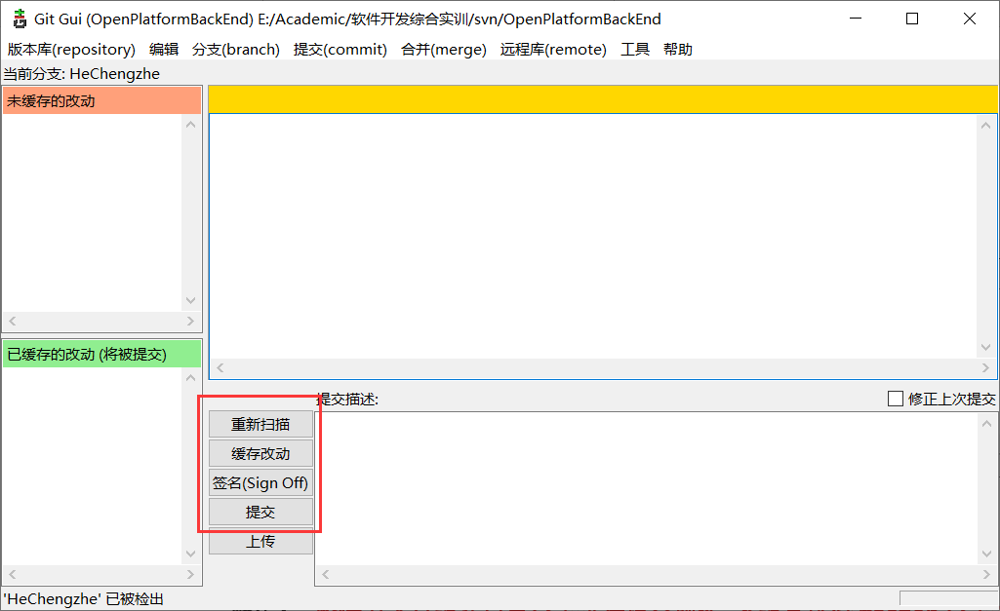 Git Gui (OpenPlatformBackEnd) E:/Academic/软件开发综合实训/svn/OpenPlatformBackEnd
版本库(repository) 编辑 分支(branch) 提交(commit) 合并(merge) 远程库(remote) 工具 帮助
当前分支: HeChengzhe
未缓存的改动
已缓存的改动 (将被提交)
提交描述:
修正上次提交
重新扫描
缓存改动
签名(Sign Off)
提交
上传
'HeChengzhe' 已被检出